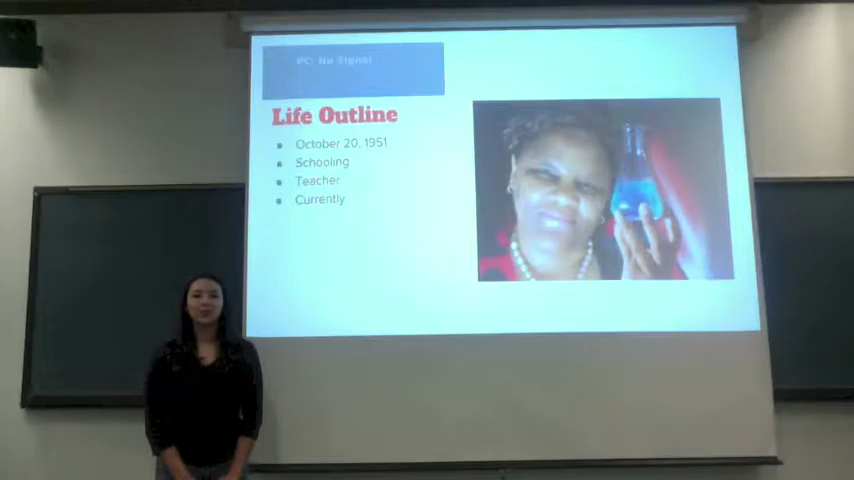 PC: No Signal
Life Outline
October 20, 1951
Schooling
Teacher
Currently